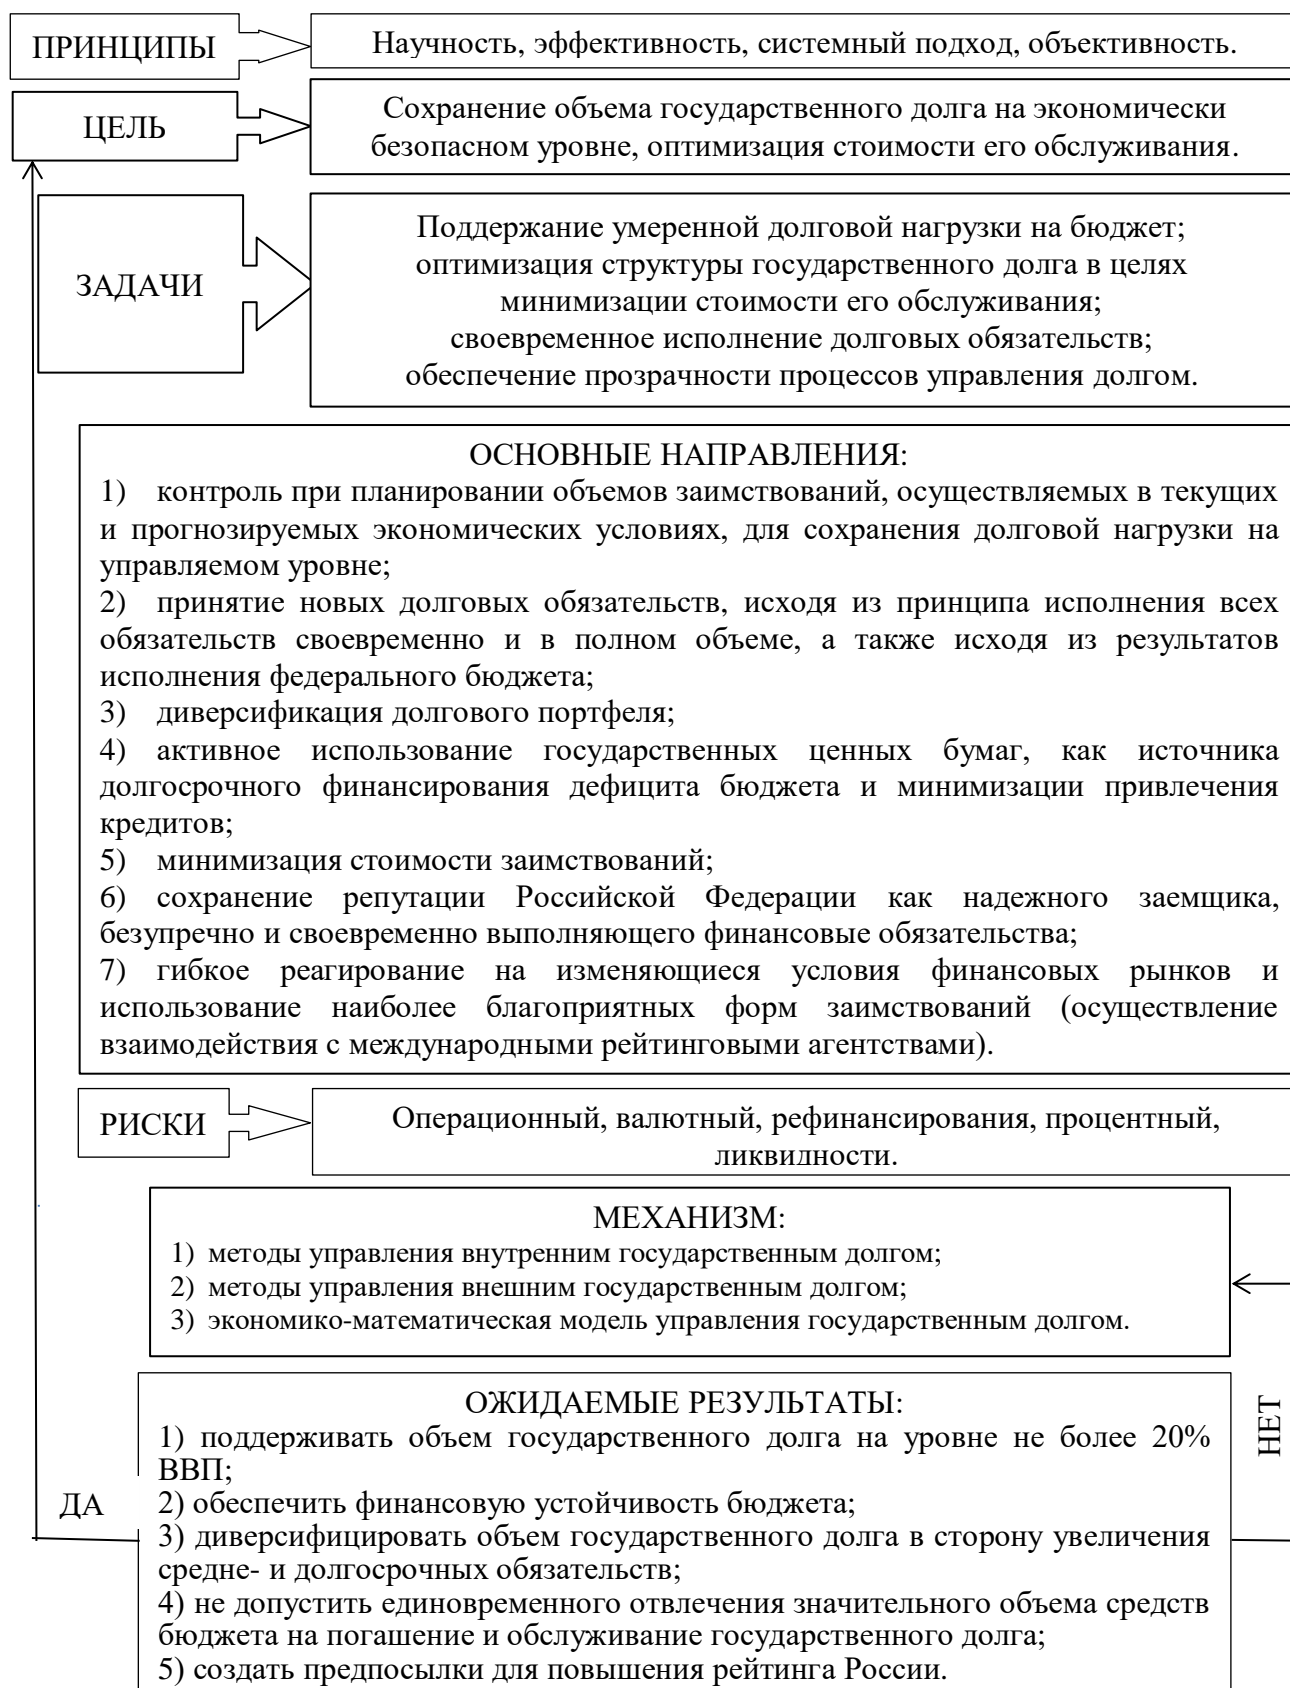 ПРИНЦИПЫ
Научность, эффективность, системный подход, объективность.
ЦЕЛЬ
Сохранение объема государственного долга на экономически
безопасном уровне, оптимизация стоимости его обслуживания.
ЗАДАЧИ
Поддержание умеренной долговой нагрузки на бюджет;
оптимизация структуры государственного долга в целях
минимизации стоимости его обслуживания;
своевременное исполнение долговых обязательств;
обеспечение прозрачности процессов управления долгом.
ОСНОВНЫЕ НАПРАВЛЕНИЯ:
1) контроль при планировании объемов заимствований, осуществляемых в текущих
и прогнозируемых экономических условиях, для сохранения долговой нагрузки на
управляемом уровне;
2) принятие новых долговых обязательств, исходя из принципа исполнения всех
обязательств своевременно и в полном объеме, а также исходя из результатов
исполнения федерального бюджета;
3) диверсификация долгового портфеля;
4) активное использование государственных ценных бумаг, как источника
долгосрочного финансирования дефицита бюджета и минимизации привлечения
кредитов;
5) минимизация стоимости заимствований;
6) сохранение репутации Российской Федерации как надежного заемщика,
безупречно и своевременно выполняющего финансовые обязательства;
7) гибкое реагирование на изменяющиеся условия финансовых рынков и
использование наиболее благоприятных форм заимствований (осуществление
взаимодействия с международными рейтинговыми агентствами).
РИСКИ
Операционный, валютный, рефинансирования, процентный,
ликвидности.
МЕХАНИЗМ:
1) методы управления внутренним государственным долгом;
2) методы управления внешним государственным долгом;
3) экономико-математическая модель управления государственным долгом.
ОЖИДАЕМЫЕ РЕЗУЛЬТАТЫ:
1) поддерживать объем государственного долга на уровне не более 20%
ВВП;
2) обеспечить финансовую устойчивость бюджета;
3) диверсифицировать объем государственного долга в сторону увеличения
средне- и долгосрочных обязательств;
4) не допустить единовременного отвлечения значительного объема средств
бюджета на погашение и обслуживание государственного долга;
5) создать предпосылки для повышения рейтинга России.
ДА
НЕТ